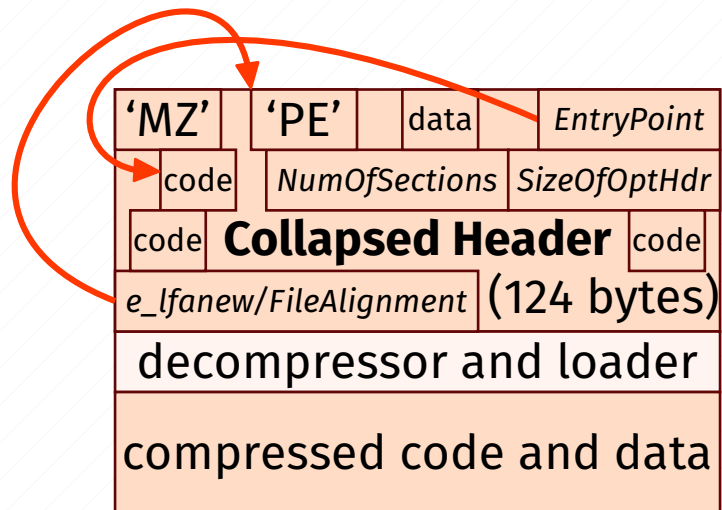 ‘MZ’ ‘PE’ data EntryPoint
code NumOfSections SizeOfOptHdr
code Collapsed Header code
e_lfanew/FileAlignment (124 bytes)
decompressor and loader
compressed code and data